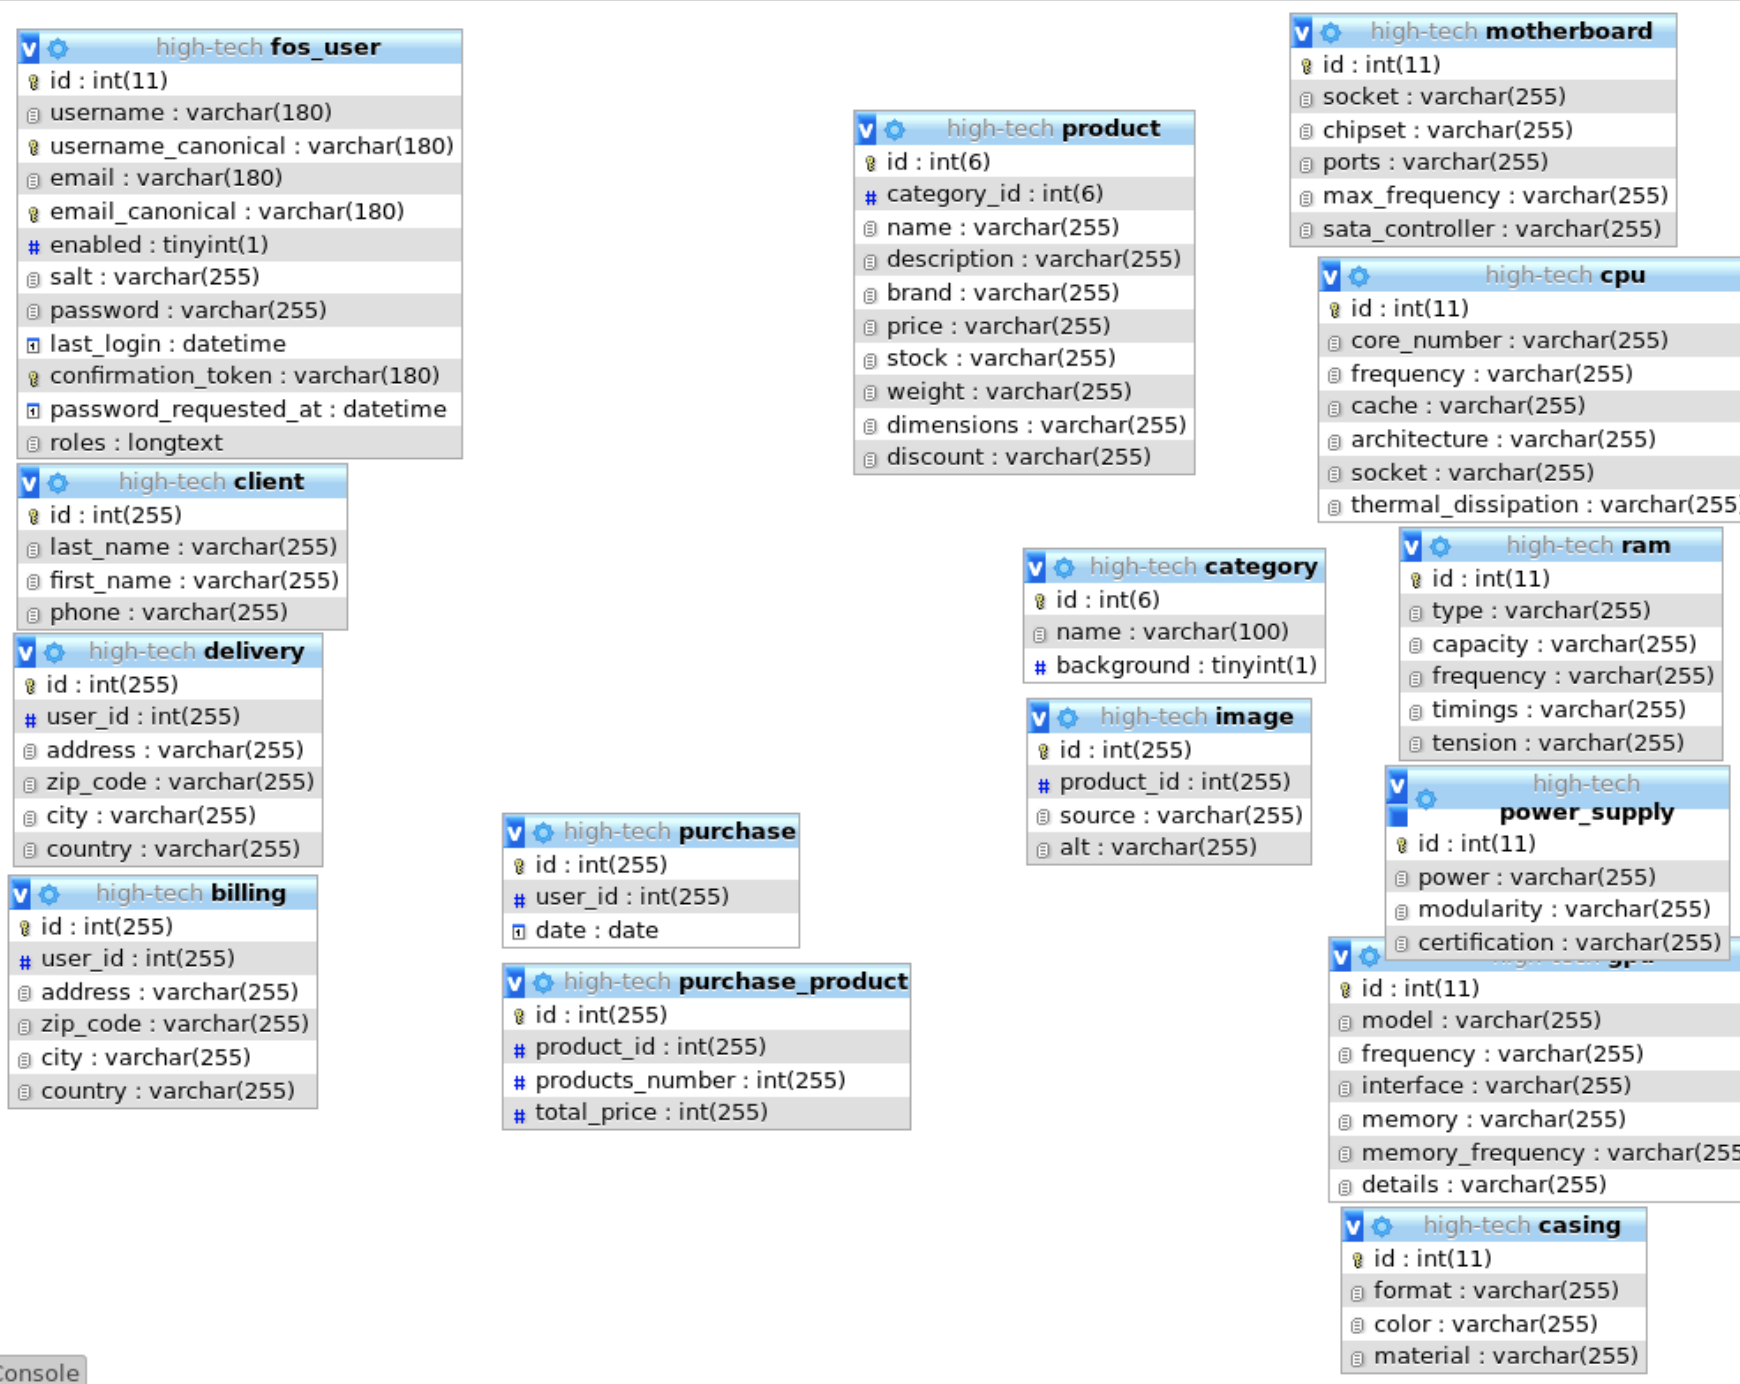 v high-tech fos_user
id : int(11)
username : varchar(180)
username_canonical : varchar(180)
email : varchar(180)
email_canonical : varchar(180)
# enabled : tinyint(1)
salt : varchar(255)
password : varchar(255)
last_login : datetime
confirmation_token : varchar(180)
password_requested_at : datetime
roles : longtext
v high-tech client
id : int(255)
last_name : varchar(255)
first_name : varchar(255)
phone : varchar(255)
v high-tech delivery
id : int(255)
# user_id : int(255)
address : varchar(255)
zip_code : varchar(255)
city : varchar(255)
country : varchar(255)
v high-tech billing
id : int(255)
# user_id : int(255)
address : varchar(255)
zip_code : varchar(255)
city : varchar(255)
country : varchar(255)
v high-tech purchase
id : int(255)
# user_id : int(255)
date : date
v high-tech purchase_product
id : int(255)
# product_id : int(255)
# products_number : int(255)
# total_price : int(255)
v high-tech product
id : int(6)
# category_id : int(6)
name : varchar(255)
description : varchar(255)
brand : varchar(255)
price : varchar(255)
stock : varchar(255)
weight : varchar(255)
dimensions : varchar(255)
discount : varchar(255)
v high-tech category
id : int(6)
name : varchar(100)
# background : tinyint(1)
v high-tech image
id : int(255)
# product_id : int(255)
source : varchar(255)
alt : varchar(255)
v high-tech motherboard
id : int(11)
socket : varchar(255)
chipset : varchar(255)
ports : varchar(255)
max_frequency : varchar(255)
sata_controller : varchar(255)
v high-tech cpu
id : int(11)
core_number : varchar(255)
frequency : varchar(255)
cache : varchar(255)
architecture : varchar(255)
socket : varchar(255)
thermal_dissipation : varchar(255)
v high-tech ram
id : int(11)
type : varchar(255)
capacity : varchar(255)
frequency : varchar(255)
timings : varchar(255)
tension : varchar(255)
v high-tech
power_supply
id : int(11)
power : varchar(255)
modularity : varchar(255)
certification : varchar(255)
v
id : int(11)
model : varchar(255)
frequency : varchar(255)
interface : varchar(255)
memory : varchar(255)
memory_frequency : varchar(255
details : varchar(255)
v high-tech casing
id : int(11)
format : varchar(255)
color : varchar(255)
material : varchar(255)
Console